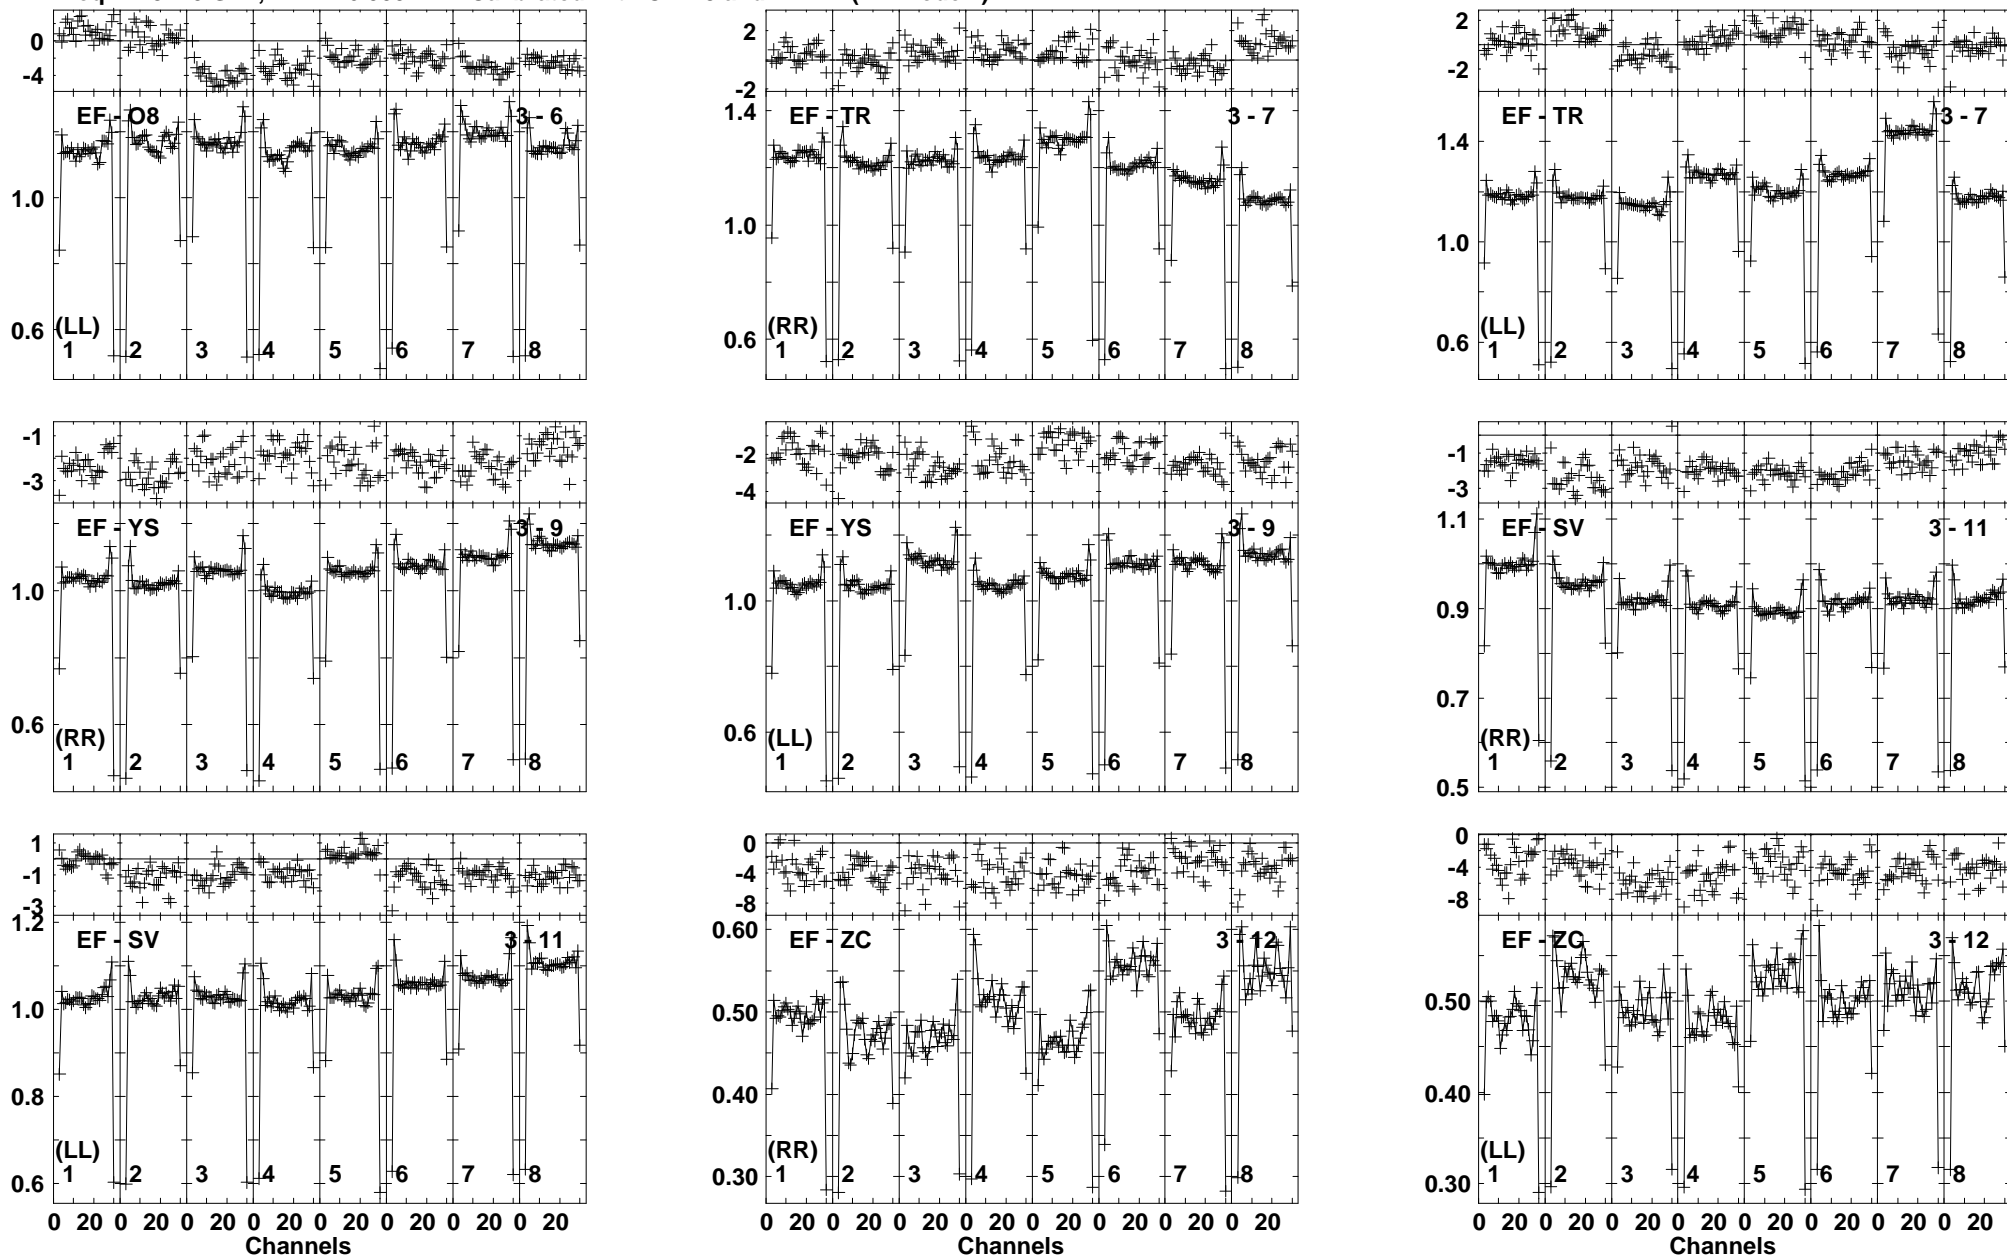 0 2 2
-4 -2 -2
EF - O8 3 - 6 1.4 EF - TR 3 - 7 EF - TR 3 - 7
1.4
1.0 1.0 1.0
0.6 (LL) 0.6 (RR) 0.6 (LL)
1 2 3 4 5 6 7 8 1 2 3 4 5 6 7 8 1 2 3 4 5 6 7 8
-1 -2 -1
-3 -4 -3
EF - YS 3 - 9 EF - YS 3 - 9 1.1 EF - SV 3 - 11
1.0 1.0 0.9
0.6 0.6 0.7
(RR) (LL) (RR)
1 2 3 4 5 6 7 8 1 2 3 4 5 6 7 8 1 2 3 4 5 6 7 8
0.5
1 0 0
-1 -4 -4
-3 -8 -8
1.2 EF - SV 3 - 11 0.60 EF - ZC 3 - 12 EF - ZC 3 - 12
1.0 0.50 0.50
0.8 0.40 0.40
(LL) (RR) (LL)
0.6 1 2 3 4 5 6 7 8 0.30 1 2 3 4 5 6 7 8 0.30 1 2 3 4 5 6 7 8
0 20 0 20 0 20 0 20 0 20 0 20 0 20 0 20 0 20 0 20 0 20 0 20 0 20 0 20 0 20 0 20 0 20 0 20 0 20 0 20 0 20 0 20 0 20 0 20
Channels Channels Channels